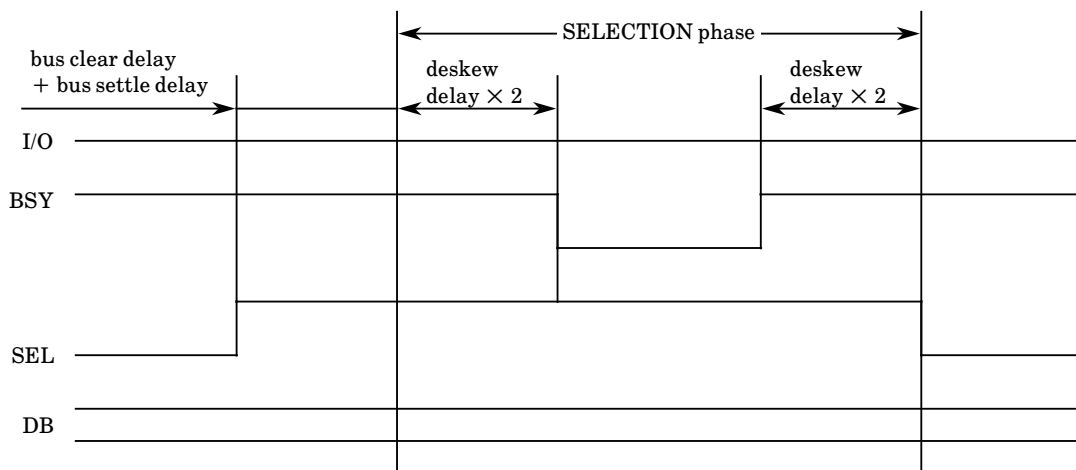 SELECTION phase
bus clear delay
+ bus settle delay
deskew
delay × 2
deskew
delay × 2
I/O
BSY
SEL
DB